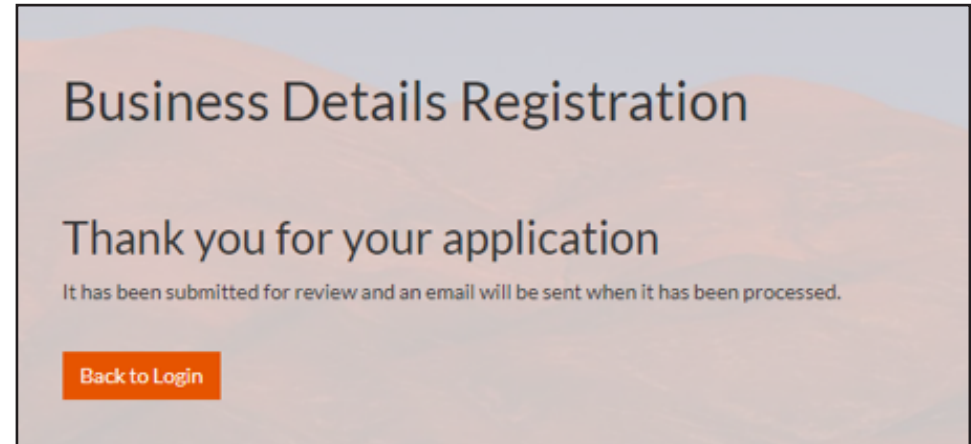 Business Details Registration
Thank you for your application
It has been submitted for review and an email will be sent when it has been processed.
Back to Login